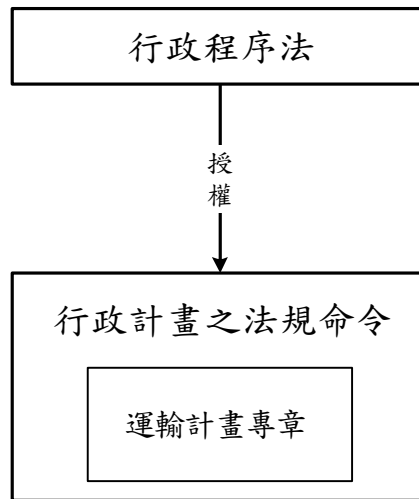 行政程序法
授
權
行政計畫之法規命令
運輸計畫專章